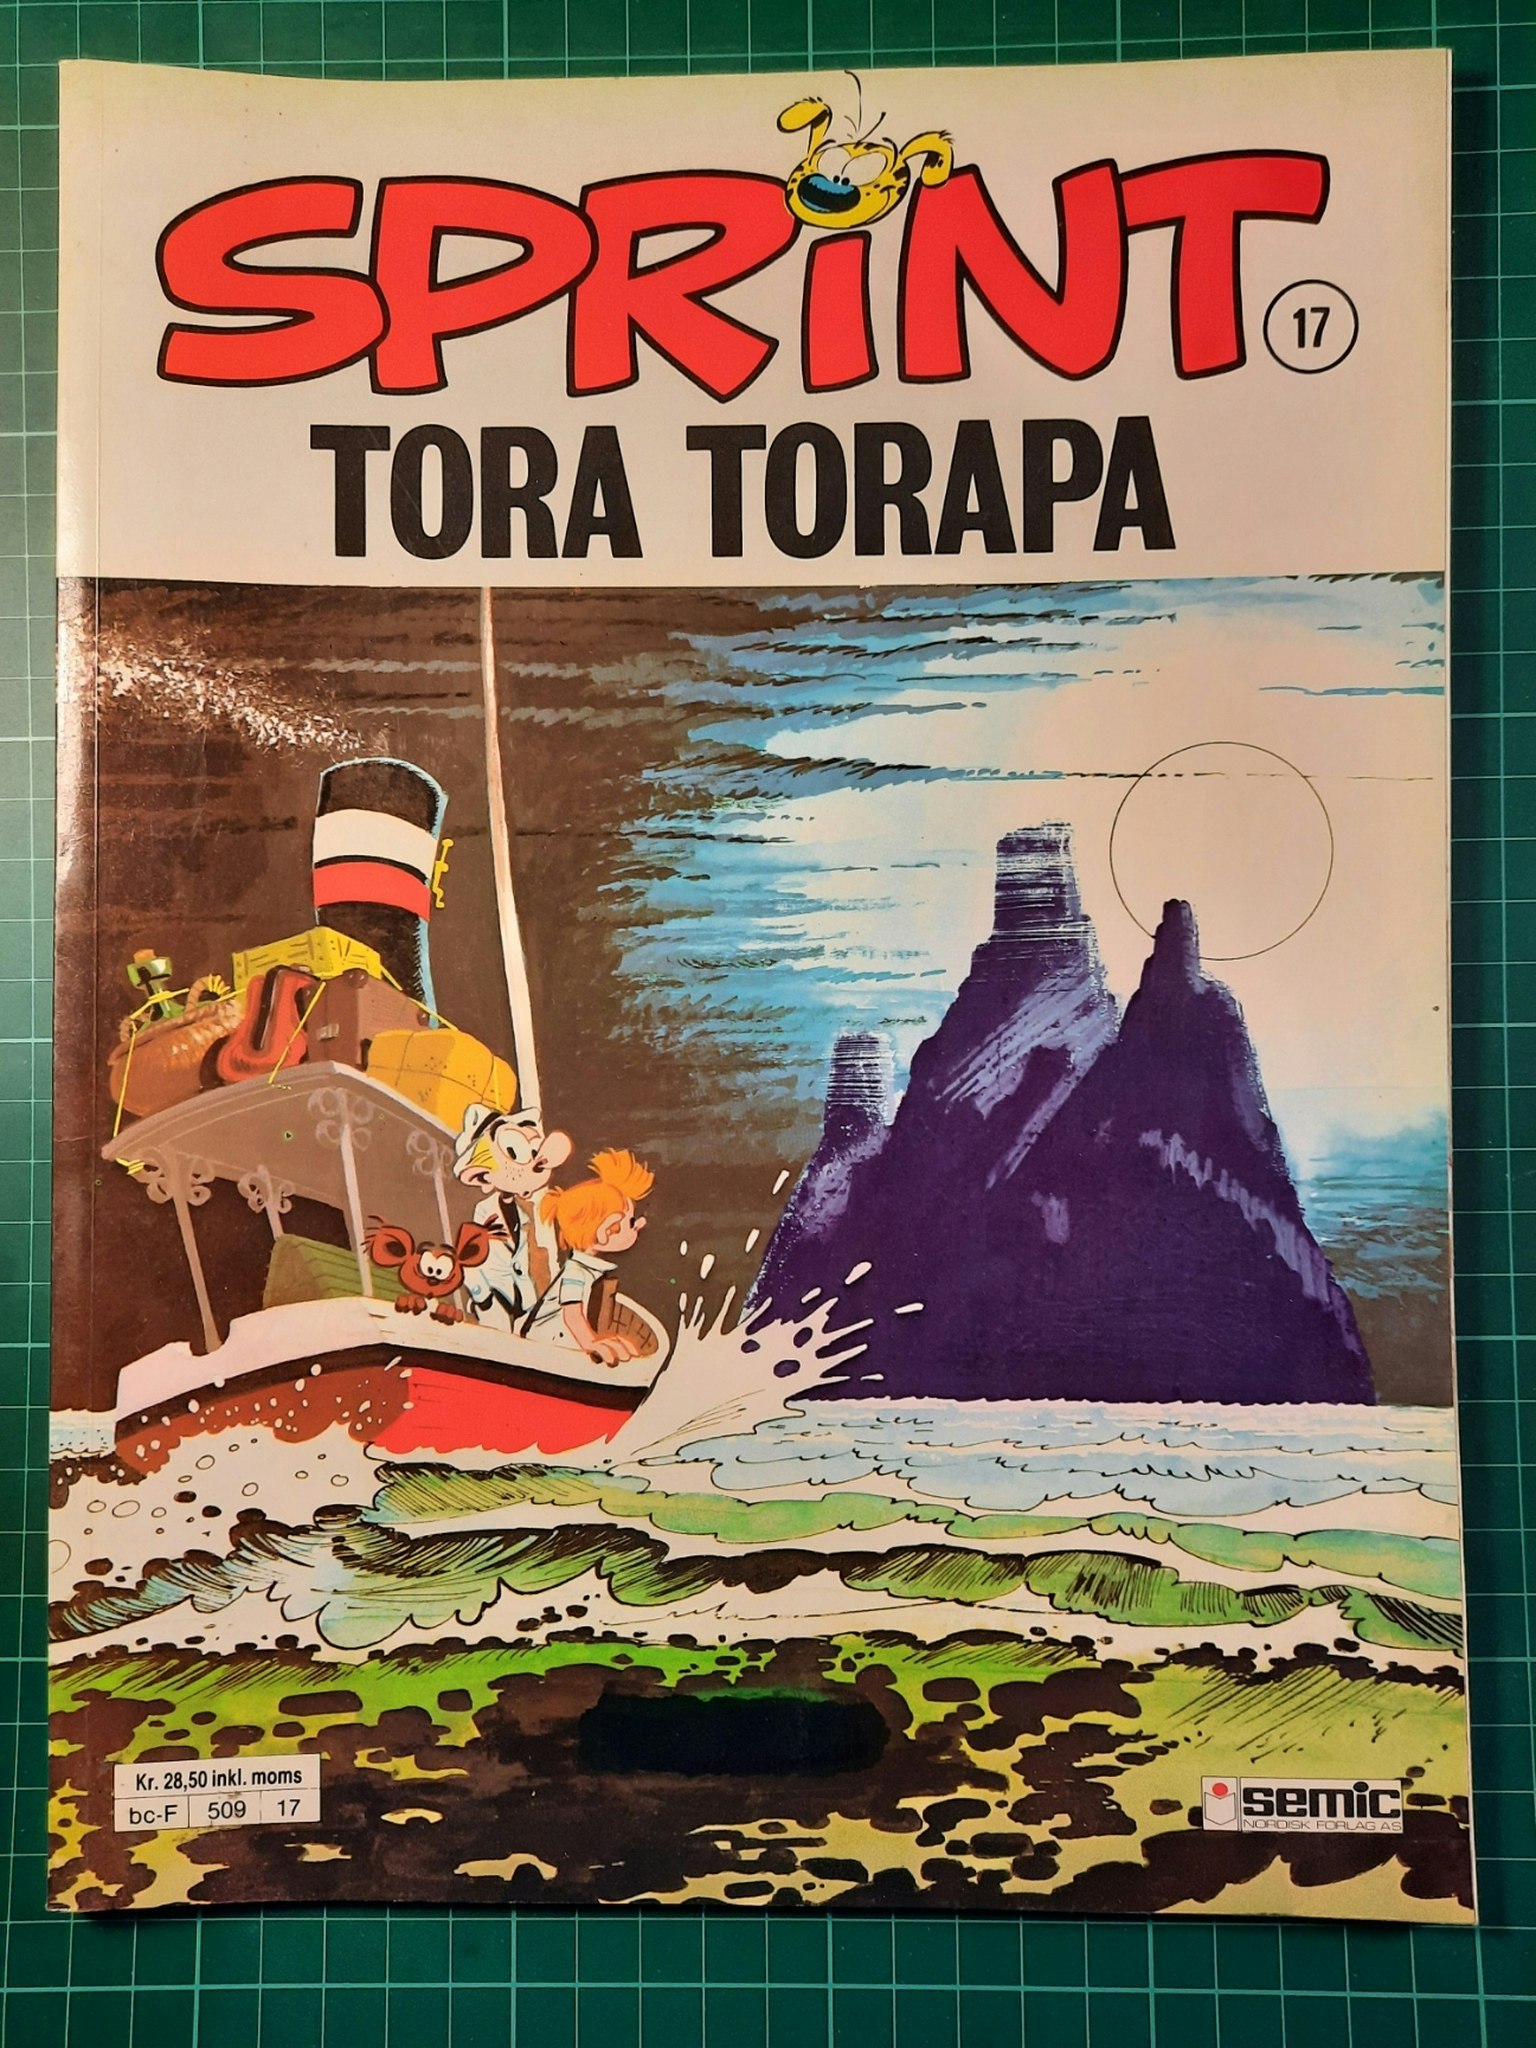 SPRiNT
17
TORA TORAPA
Kr. 28,50 inkl. moms
bc-F 509 17
semic
NORDISK FORLAG AS